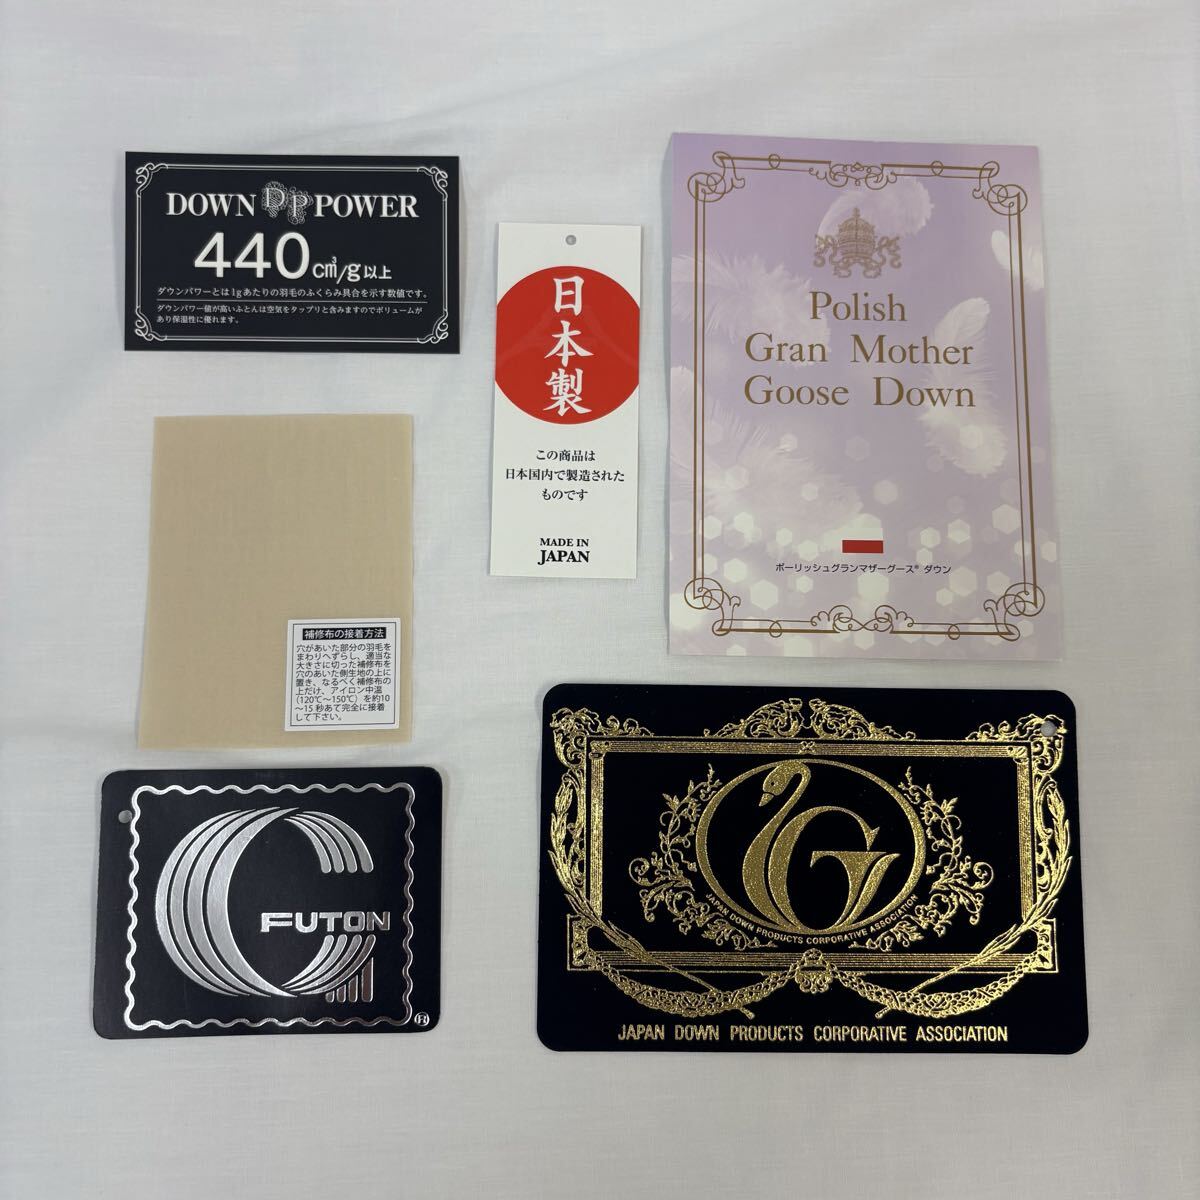 DOWN DP POWER
440cm³/g以上
ダウンパワーとは1gあたりの羽毛のふくらみ具合を示す数値です。
ダウンパワー値が高いふとんは空気をタップリと含みますのでボリュームが
あり保湿性に優れます。
日本製
この商品は
日本国内で製造された
ものです
MADE IN
JAPAN
Polish
Gran Mother
Goose Down
ポーリッシュグランマザーグース® ダウン
補修布の接着方法
穴があいた部分の羽毛を
まわりへずらし、適当な
大きさに切った補修布を
穴のあいた側生地の上に
置き、なるべく補修布の
上だけ、アイロン中温
(120℃～150℃)を約10
～15秒あて完全に接着
して下さい。
FUTON
®
G
JAPAN DOWN PRODUCTS CORPORATIVE ASSOCIATION
JAPAN DOWN PRODUCTS CORPORATIVE ASSOCIATION